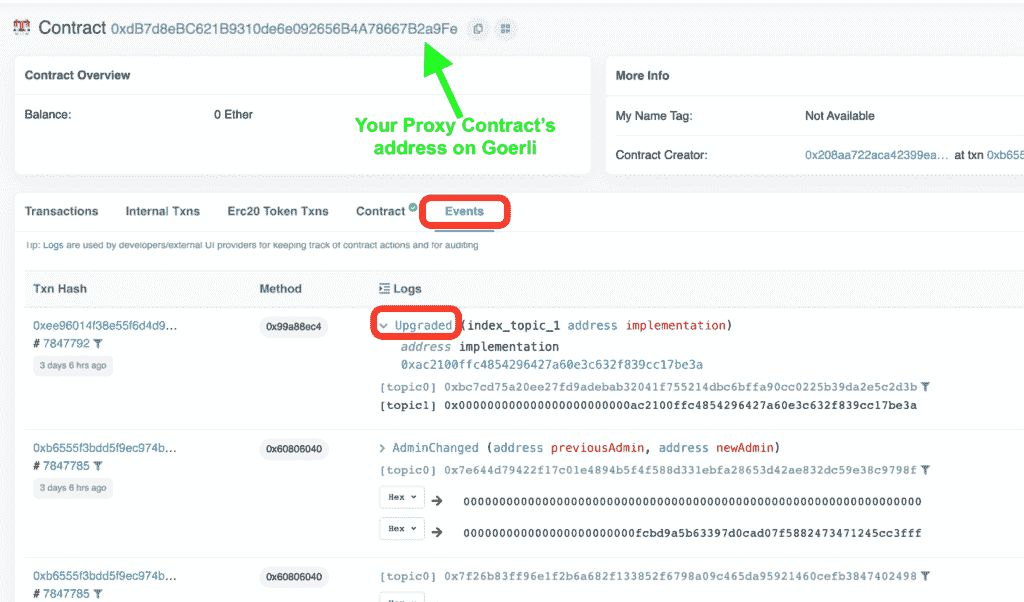 Contract 0xdB7d8eBC621B9310de6e092656B4A78667B2a9Fe
Contract Overview
Balance: 0 Ether
Your Proxy Contract's
address on Goerli
More Info
My Name Tag: Not Available
Contract Creator: 0x208aa722aca42399ea... at txn 0xb655
Transactions Internal Txns Erc20 Token Txns Contract Events
Tip: Logs are used by developers/external UI providers for keeping track of contract actions and for auditing
Txn Hash Method Logs
0xee96014f38e55f6d4d9... 0x99a88ec4 Upgraded (index_topic_1 address implementation)
# 7847792 address implementation
3 days 6 hrs ago 0xac2100ffc4854296427a60e3c632f839cc17be3a
[topic0] 0xbc7cd75a20ee27fd9adebab32041f755214dbc6bffa90cc0225b39da2e5c2d3b
[topic1] 0x000000000000000000000000ac2100ffc4854296427a60e3c632f839cc17be3a
0xb6555f3bdd5f9ec974b... 0x60806040 AdminChanged (address previousAdmin, address newAdmin)
# 7847785 [topic0] 0x7e644d79422f17c01e4894b5f4f588d331ebfa28653d42ae832dc59e38c9798f
3 days 6 hrs ago Hex 0000000000000000000000000000000000000000000000000000000000000000
Hex 000000000000000000000000fcbd9a5b63397d0cad07f5882473471245cc3fff
0xb6555f3bdd5f9ec974b... 0x60806040 [topic0] 0x7f26b83ff96e1f2b6a682f133852f6798a09c465da95921460cefb3847402498
# 7847785